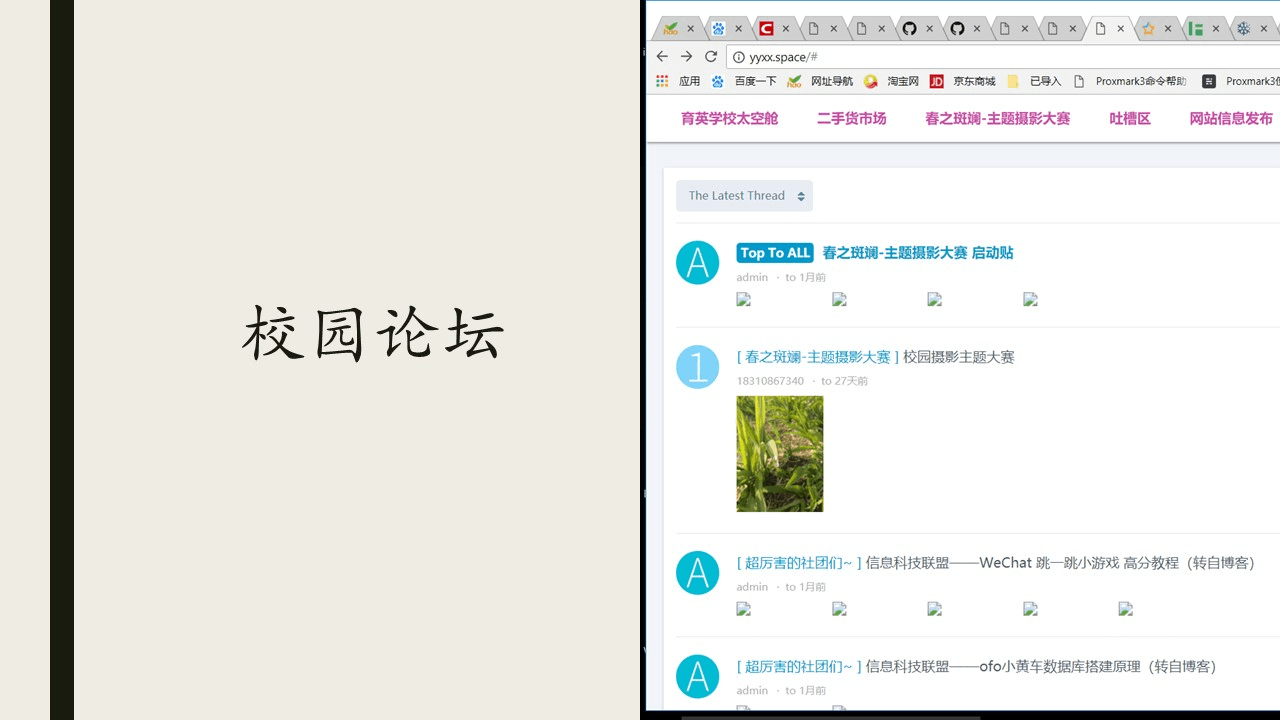 校园论坛
yyxx.space/#
应用 百度一下 网址导航 淘宝网 JD 京东商城 已导入 Proxmark3命令帮助
育英学校太空舱 二手货市场 春之斑斓-主题摄影大赛 吐槽区 网站信息发布
The Latest Thread
A Top To ALL 春之斑斓-主题摄影大赛 启动贴
admin · to 1月前
1 [ 春之斑斓-主题摄影大赛 ] 校园摄影主题大赛
18310867340 · to 27天前
A [ 超厉害的社团们~ ] 信息科技联盟——WeChat 跳一跳小游戏 高分教程（转自博客）
admin · to 1月前
A [ 超厉害的社团们~ ] 信息科技联盟——ofo小黄车数据库搭建原理（转自博客）
admin · to 1月前